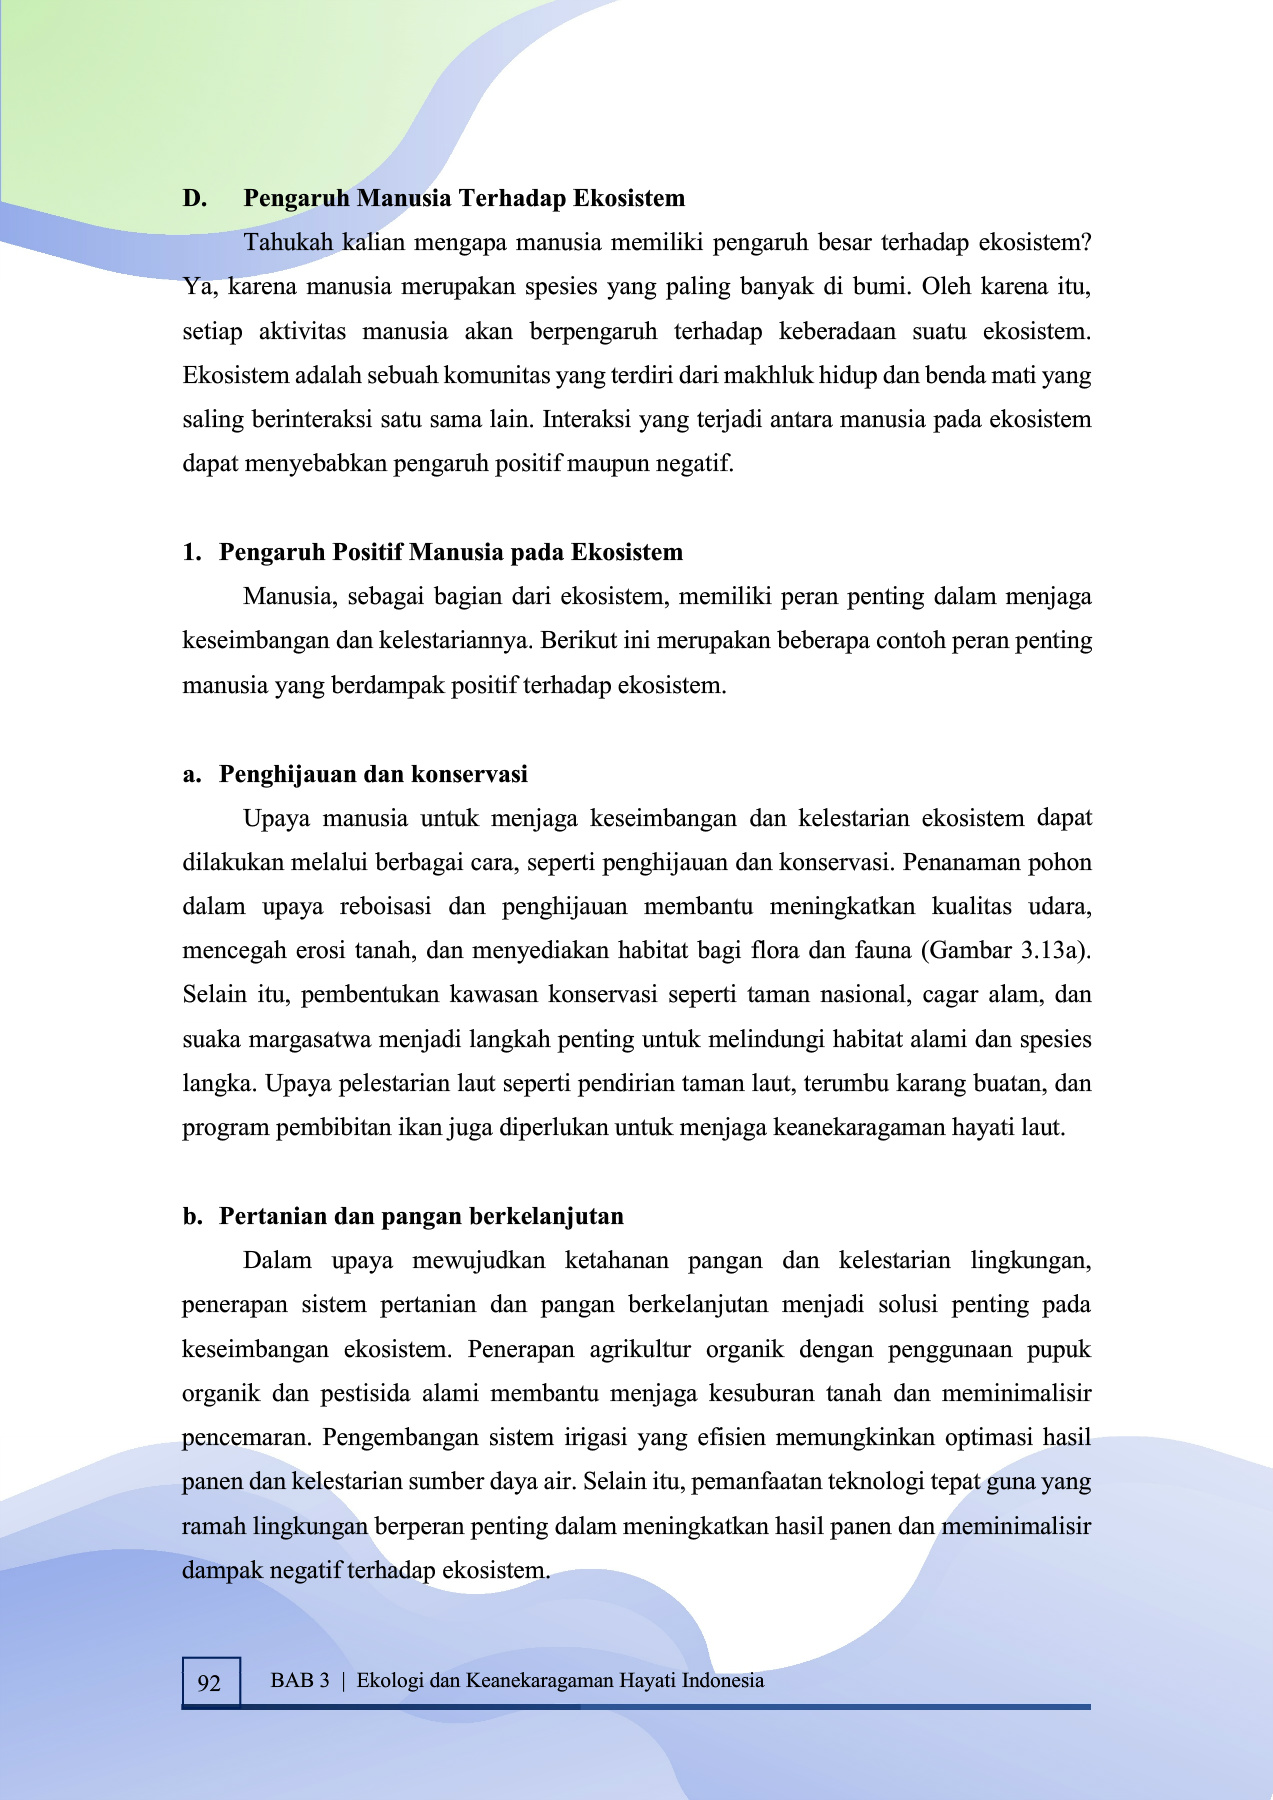 D. Pengaruh Manusia Terhadap Ekosistem
Tahukah kalian mengapa manusia memiliki pengaruh besar terhadap ekosistem?
Ya, karena manusia merupakan spesies yang paling banyak di bumi. Oleh karena itu,
setiap aktivitas manusia akan berpengaruh terhadap keberadaan suatu ekosistem.
Ekosistem adalah sebuah komunitas yang terdiri dari makhluk hidup dan benda mati yang
saling berinteraksi satu sama lain. Interaksi yang terjadi antara manusia pada ekosistem
dapat menyebabkan pengaruh positif maupun negatif.
1. Pengaruh Positif Manusia pada Ekosistem
Manusia, sebagai bagian dari ekosistem, memiliki peran penting dalam menjaga
keseimbangan dan kelestariannya. Berikut ini merupakan beberapa contoh peran penting
manusia yang berdampak positif terhadap ekosistem.
a. Penghijauan dan konservasi
Upaya manusia untuk menjaga keseimbangan dan kelestarian ekosistem dapat
dilakukan melalui berbagai cara, seperti penghijauan dan konservasi. Penanaman pohon
dalam upaya reboisasi dan penghijauan membantu meningkatkan kualitas udara,
mencegah erosi tanah, dan menyediakan habitat bagi flora dan fauna (Gambar 3.13a).
Selain itu, pembentukan kawasan konservasi seperti taman nasional, cagar alam, dan
suaka margasatwa menjadi langkah penting untuk melindungi habitat alami dan spesies
langka. Upaya pelestarian laut seperti pendirian taman laut, terumbu karang buatan, dan
program pembibitan ikan juga diperlukan untuk menjaga keanekaragaman hayati laut.
b. Pertanian dan pangan berkelanjutan
Dalam upaya mewujudkan ketahanan pangan dan kelestarian lingkungan,
penerapan sistem pertanian dan pangan berkelanjutan menjadi solusi penting pada
keseimbangan ekosistem. Penerapan agrikultur organik dengan penggunaan pupuk
organik dan pestisida alami membantu menjaga kesuburan tanah dan meminimalisir
pencemaran. Pengembangan sistem irigasi yang efisien memungkinkan optimasi hasil
panen dan kelestarian sumber daya air. Selain itu, pemanfaatan teknologi tepat guna yang
ramah lingkungan berperan penting dalam meningkatkan hasil panen dan meminimalisir
dampak negatif terhadap ekosistem.
92 BAB 3 | Ekologi dan Keanekaragaman Hayati Indonesia